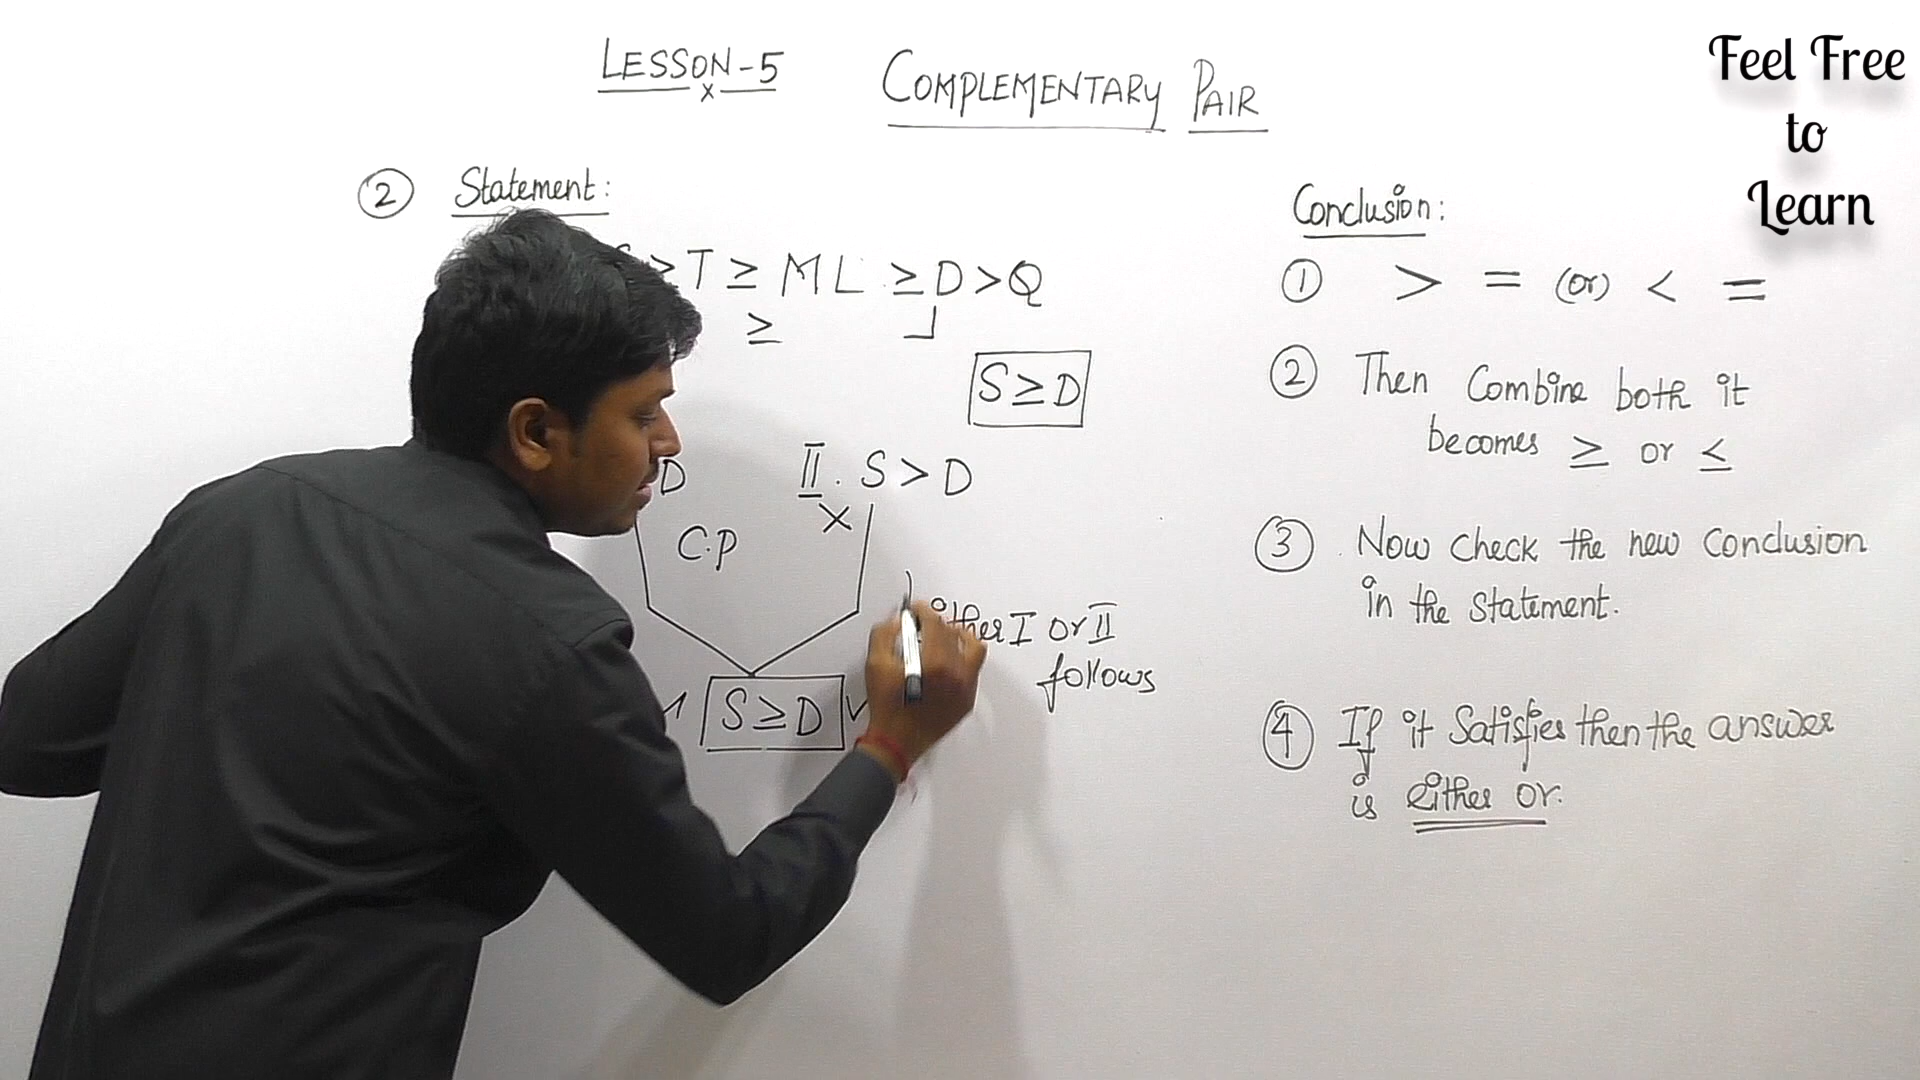 LESSON-5 COMPLEMENTARY PAIR
Feel Free
to
Learn
② Statement:
> T ≥ M L ≥ D > Q
≥
S ≥ D
D II. S > D
X
C.P
Either I or II
follows
S ≥ D
Conclusion:
① > = (or) < =
② Then Combine both it
becomes ≥ or ≤
③ Now check the new Conclusion
in the Statement.
④ If it Satisfies then the answer
is either or.